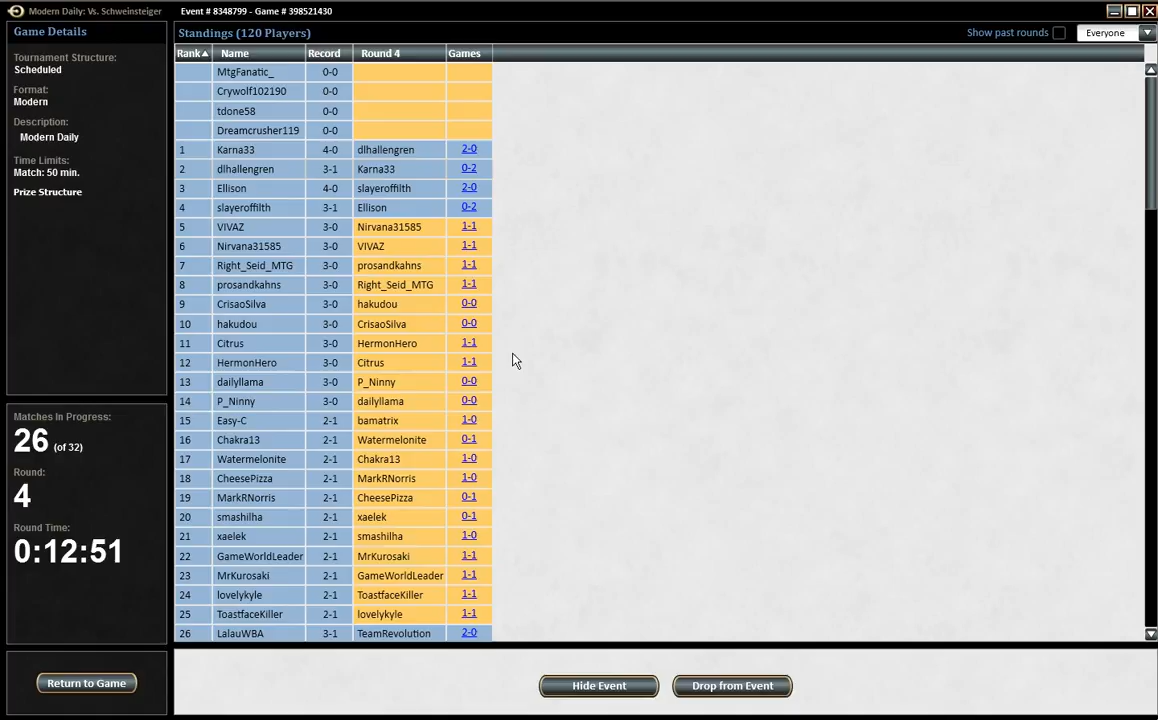 Modern Daily: Vs. Schweinsteiger Event # 8348799 - Game # 398521430
Game Details
Tournament Structure:
Scheduled
Format:
Modern
Description:
Modern Daily
Time Limits:
Match: 50 min.
Prize Structure
Matches In Progress:
26 (of 32)
Round:
4
Round Time:
0:12:51
Return to Game
Standings (120 Players) Show past rounds Everyone
Rank Name Record Round 4 Games
MtgFanatic_ 0-0
Crywolf102190 0-0
tdone58 0-0
Dreamcrusher119 0-0
1 Karna33 4-0 dlhallengren 2-0
2 dlhallengren 3-1 Karna33 0-2
3 Ellison 4-0 slayeroffilth 2-0
4 slayeroffilth 3-1 Ellison 0-2
5 VIVAZ 3-0 Nirvana31585 1-1
6 Nirvana31585 3-0 VIVAZ 1-1
7 Right_Seid_MTG 3-0 prosandkahns 1-1
8 prosandkahns 3-0 Right_Seid_MTG 1-1
9 CrisaoSilva 3-0 hakudou 0-0
10 hakudou 3-0 CrisaoSilva 0-0
11 Citrus 3-0 HermonHero 1-1
12 HermonHero 3-0 Citrus 1-1
13 dailyllama 3-0 P_Ninny 0-0
14 P_Ninny 3-0 dailyllama 0-0
15 Easy-C 2-1 bamatrix 1-0
16 Chakra13 2-1 Watermelonite 0-1
17 Watermelonite 2-1 Chakra13 1-0
18 CheesePizza 2-1 MarkRNorris 1-0
19 MarkRNorris 2-1 CheesePizza 0-1
20 smashilha 2-1 xaelek 0-1
21 xaelek 2-1 smashilha 1-0
22 GameWorldLeader 2-1 MrKurosaki 1-1
23 MrKurosaki 2-1 GameWorldLeader 1-1
24 lovelykyle 2-1 ToastfaceKiller 1-1
25 ToastfaceKiller 2-1 lovelykyle 1-1
26 LalauWBA 3-1 TeamRevolution 2-0
Hide Event Drop from Event